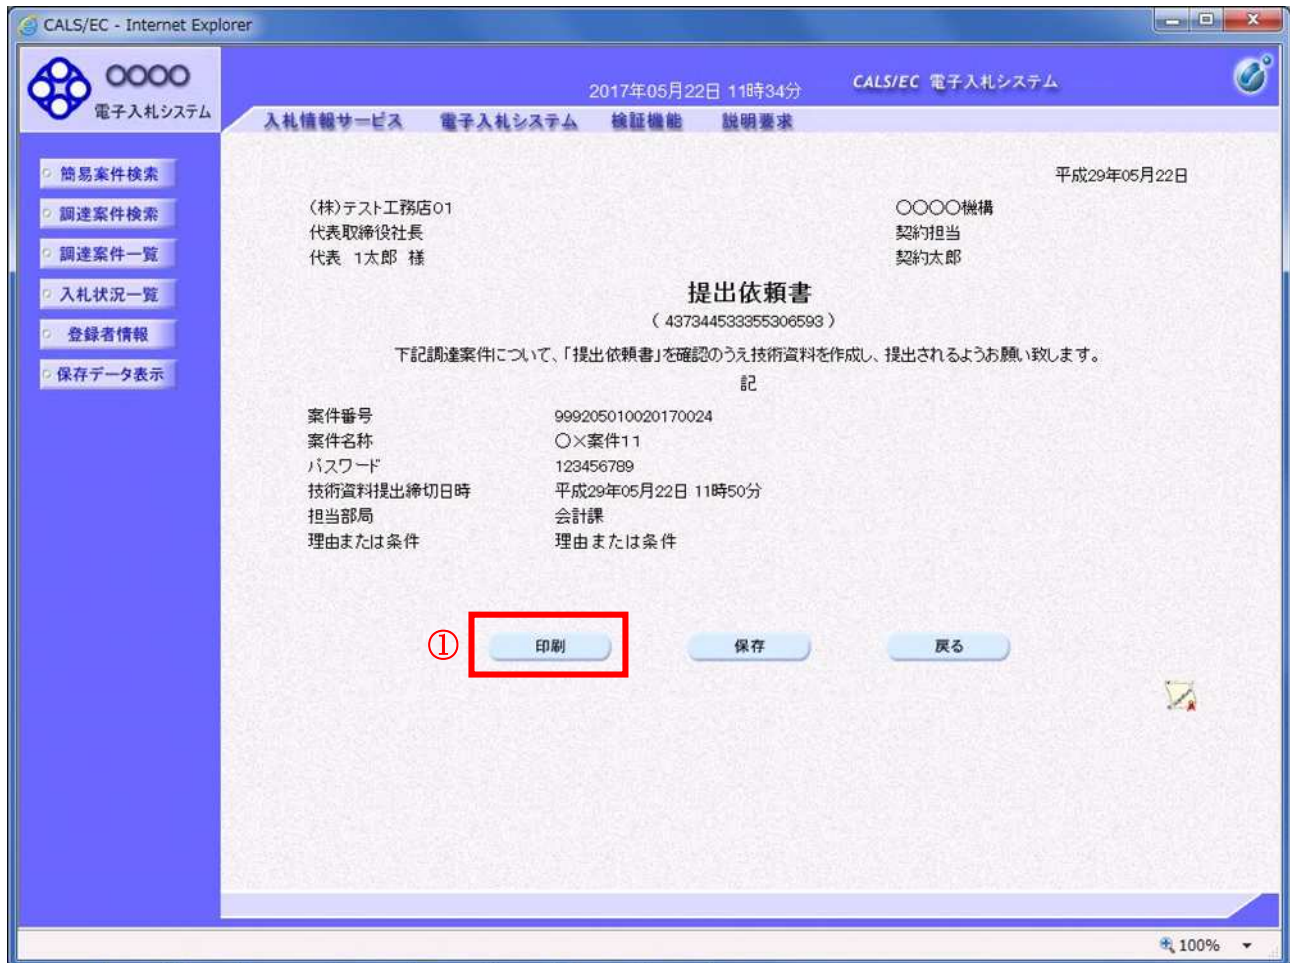 CALS/EC - Internet Explorer
○○○○
電子入札システム
2017年05月22日 11時34分
CALS/EC 電子入札システム
入札情報サービス 電子入札システム 検証機能 説明要求
簡易案件検索
調達案件検索
調達案件一覧
入札状況一覧
登録者情報
保存データ表示
平成29年05月22日
(株)テスト工務店01
代表取締役社長
代表 1太郎 様
○○○○機構
契約担当
契約太郎
提出依頼書
( 437344533355306593 )
下記調達案件について、「提出依頼書」を確認のうえ技術資料を作成し、提出されるようお願い致します。
記
案件番号 999205010020170024
案件名称 ○×案件11
パスワード 123456789
技術資料提出締切日時 平成29年05月22日 11時50分
担当部局 会計課
理由または条件 理由または条件
① 印刷 保存 戻る
100%